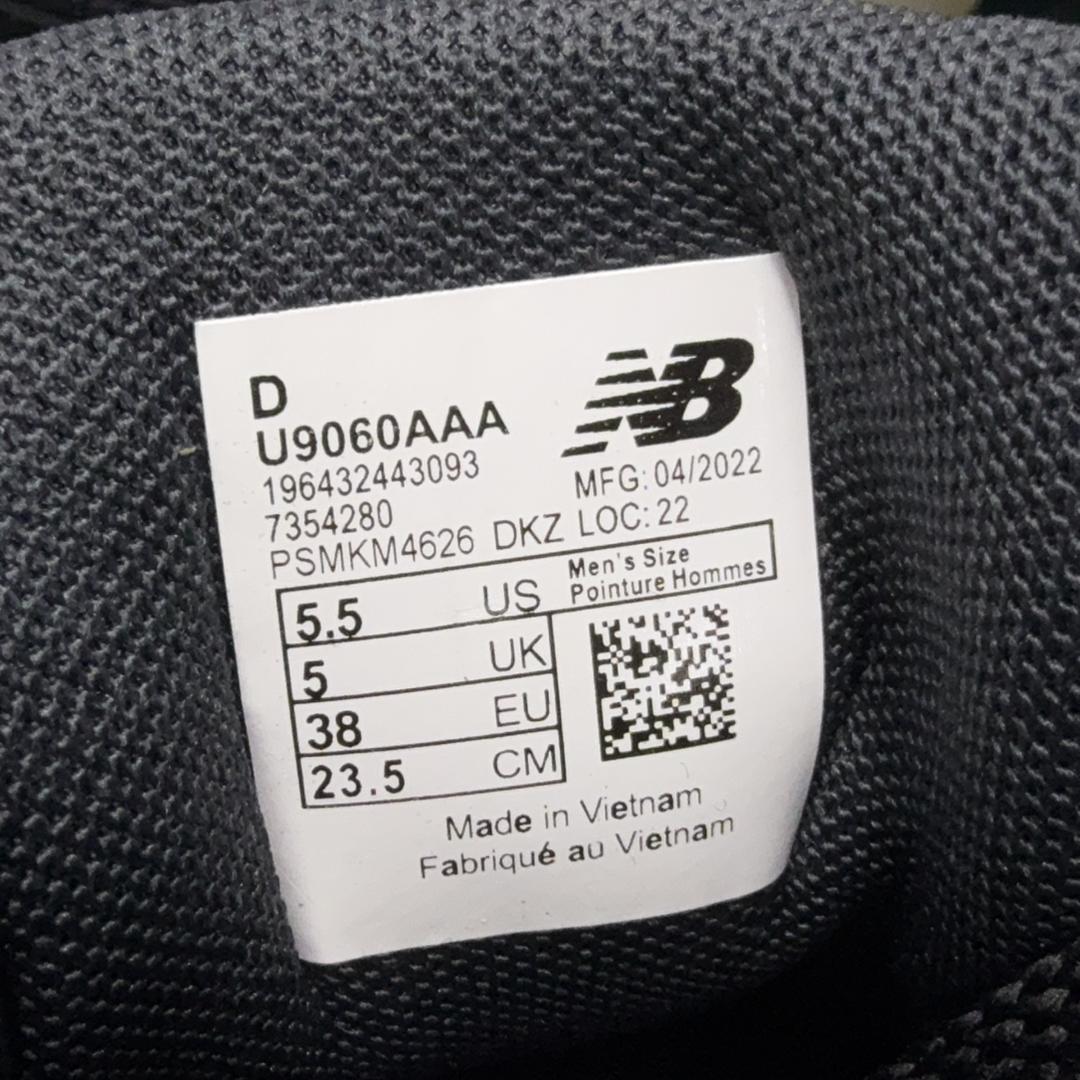 D
U9060AAA
196432443093
7354280
PSMKM4626 DKZ
NB
MFG: 04/2022
LOC: 22
5.5 US
Men's Size
Pointure Hommes
5 UK
38 EU
23.5 CM
Made in Vietnam
Fabriqué au Vietnam